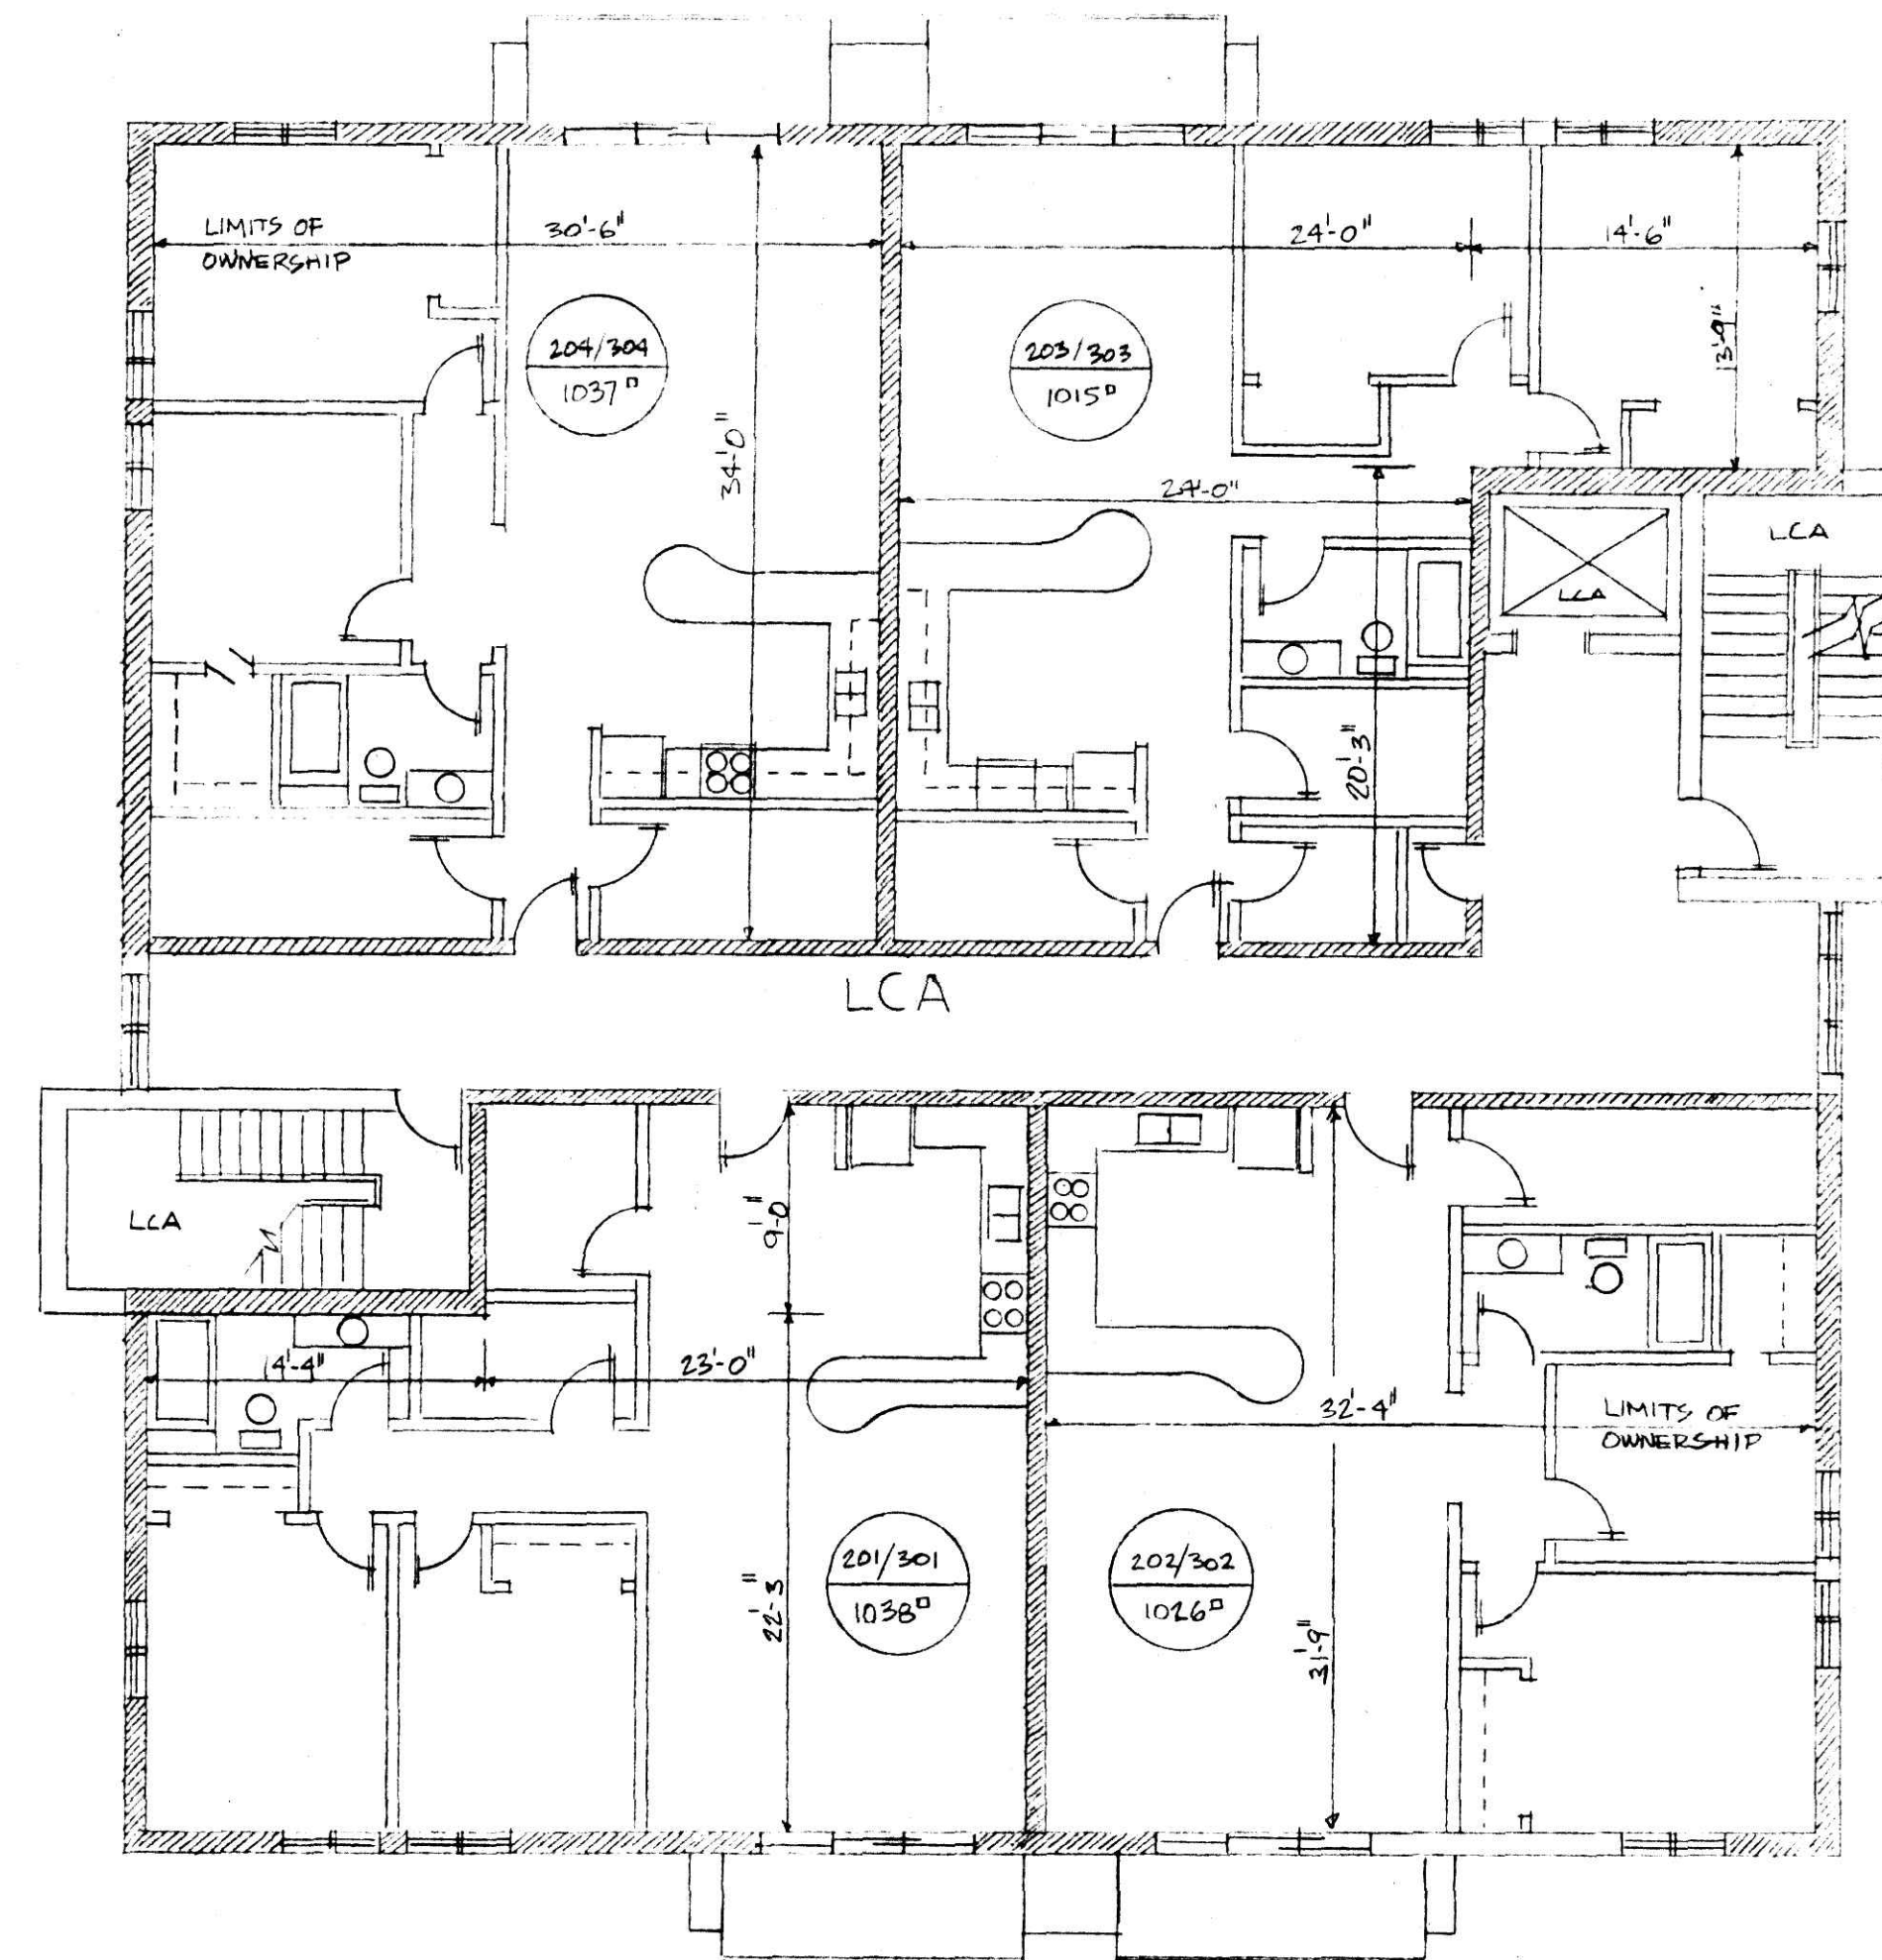 LIMITS OF
OWNERSHIP
30'-6"
24'-0"
14'-6"
204/304
1037□
203/303
1015□
13'-9"
34'-0"
24'-0"
LCA
LCA
20'-3"
LCA
LCA
9'-0"
14'-4"
23'-0"
32'-4"
LIMITS OF
OWNERSHIP
201/301
1038□
202/302
1026□
22'-3"
31'-9"